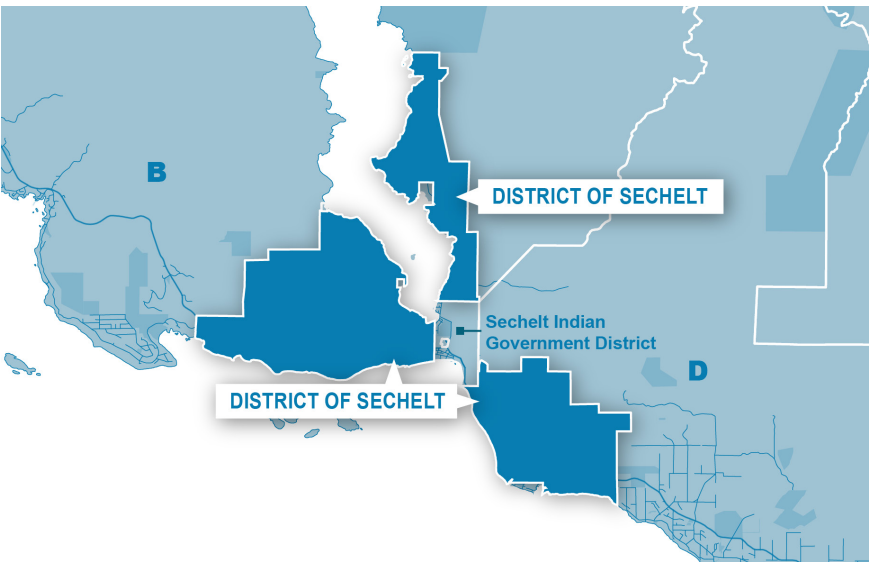 B
DISTRICT OF SECHELT
Sechelt Indian
Government District
D
DISTRICT OF SECHELT